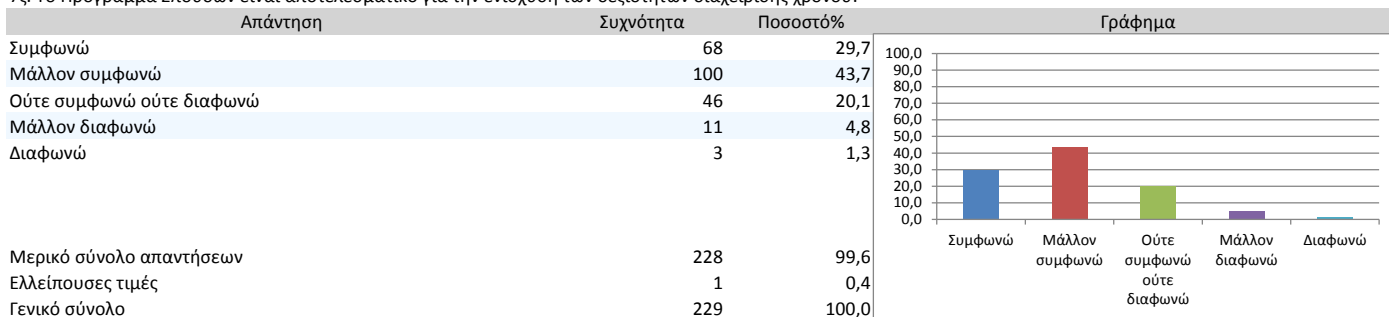 Απάντηση Συχνότητα Ποσοστό% Γράφημα
Συμφωνώ 68 29,7
Μάλλον συμφωνώ 100 43,7
Ούτε συμφωνώ ούτε διαφωνώ 46 20,1
Μάλλον διαφωνώ 11 4,8
Διαφωνώ 3 1,3
Μερικό σύνολο απαντήσεων 228 99,6
Ελλείπουσες τιμές 1 0,4
Γενικό σύνολο 229 100,0
100,0
90,0
80,0
70,0
60,0
50,0
40,0
30,0
20,0
10,0
0,0
Συμφωνώ Μάλλον Ούτε Μάλλον Διαφωνώ
συμφωνώ συμφωνώ διαφωνώ
ούτε
διαφωνώ